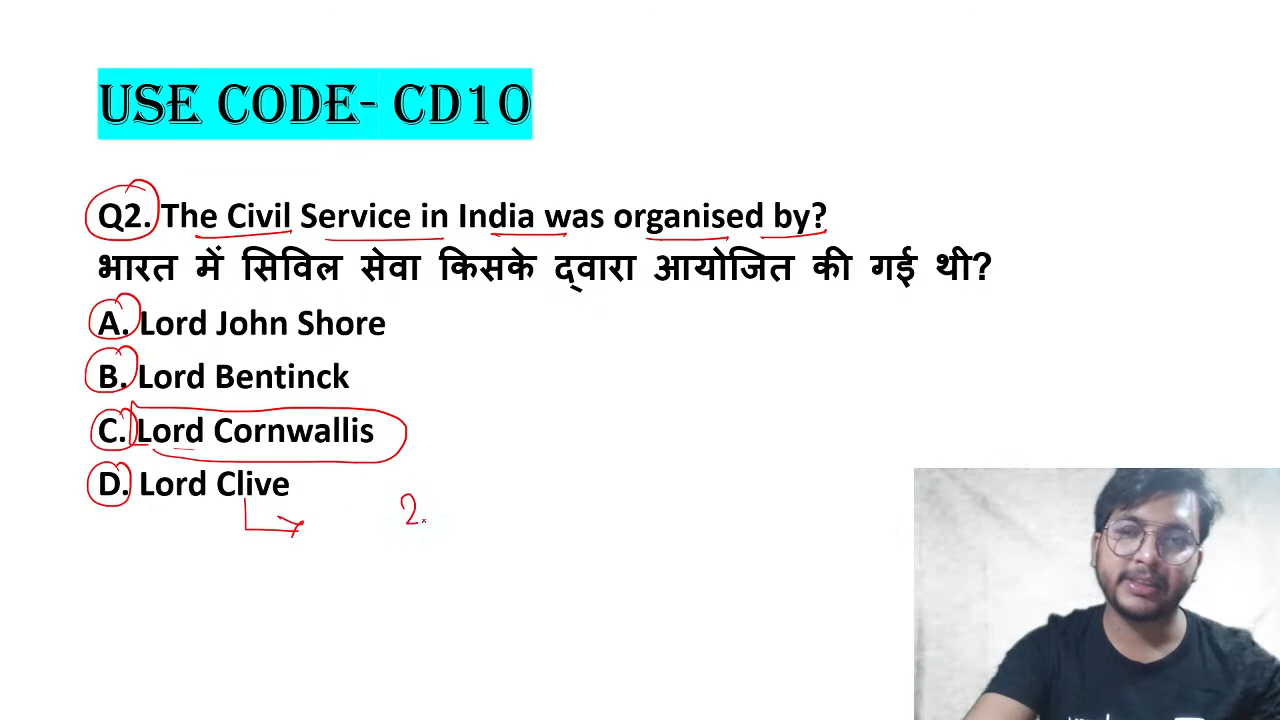 USE CODE- CD10
Q2. The Civil Service in India was organised by?
भारत में सिविल सेवा किसके द्वारा आयोजित की गई थी?
A. Lord John Shore
B. Lord Bentinck
C. Lord Cornwallis
D. Lord Clive
2.